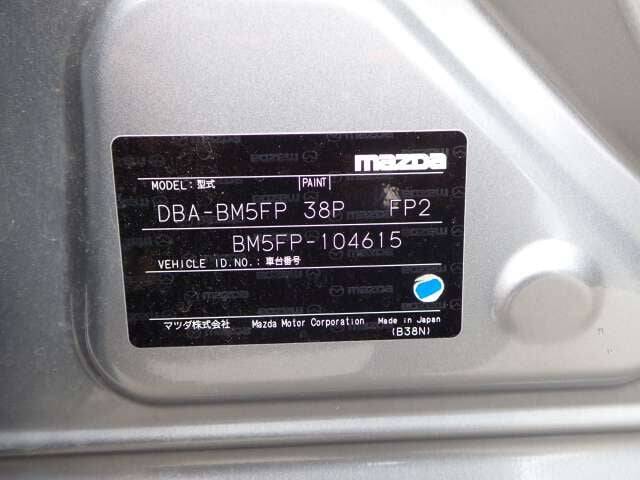 mazda
MODEL:型式 PAINT
DBA-BM5FP 38P FP2
BM5FP-104615
VEHICLE ID.NO.:車台番号
マツダ株式会社 Mazda Motor Corporation Made in Japan
(B38N)